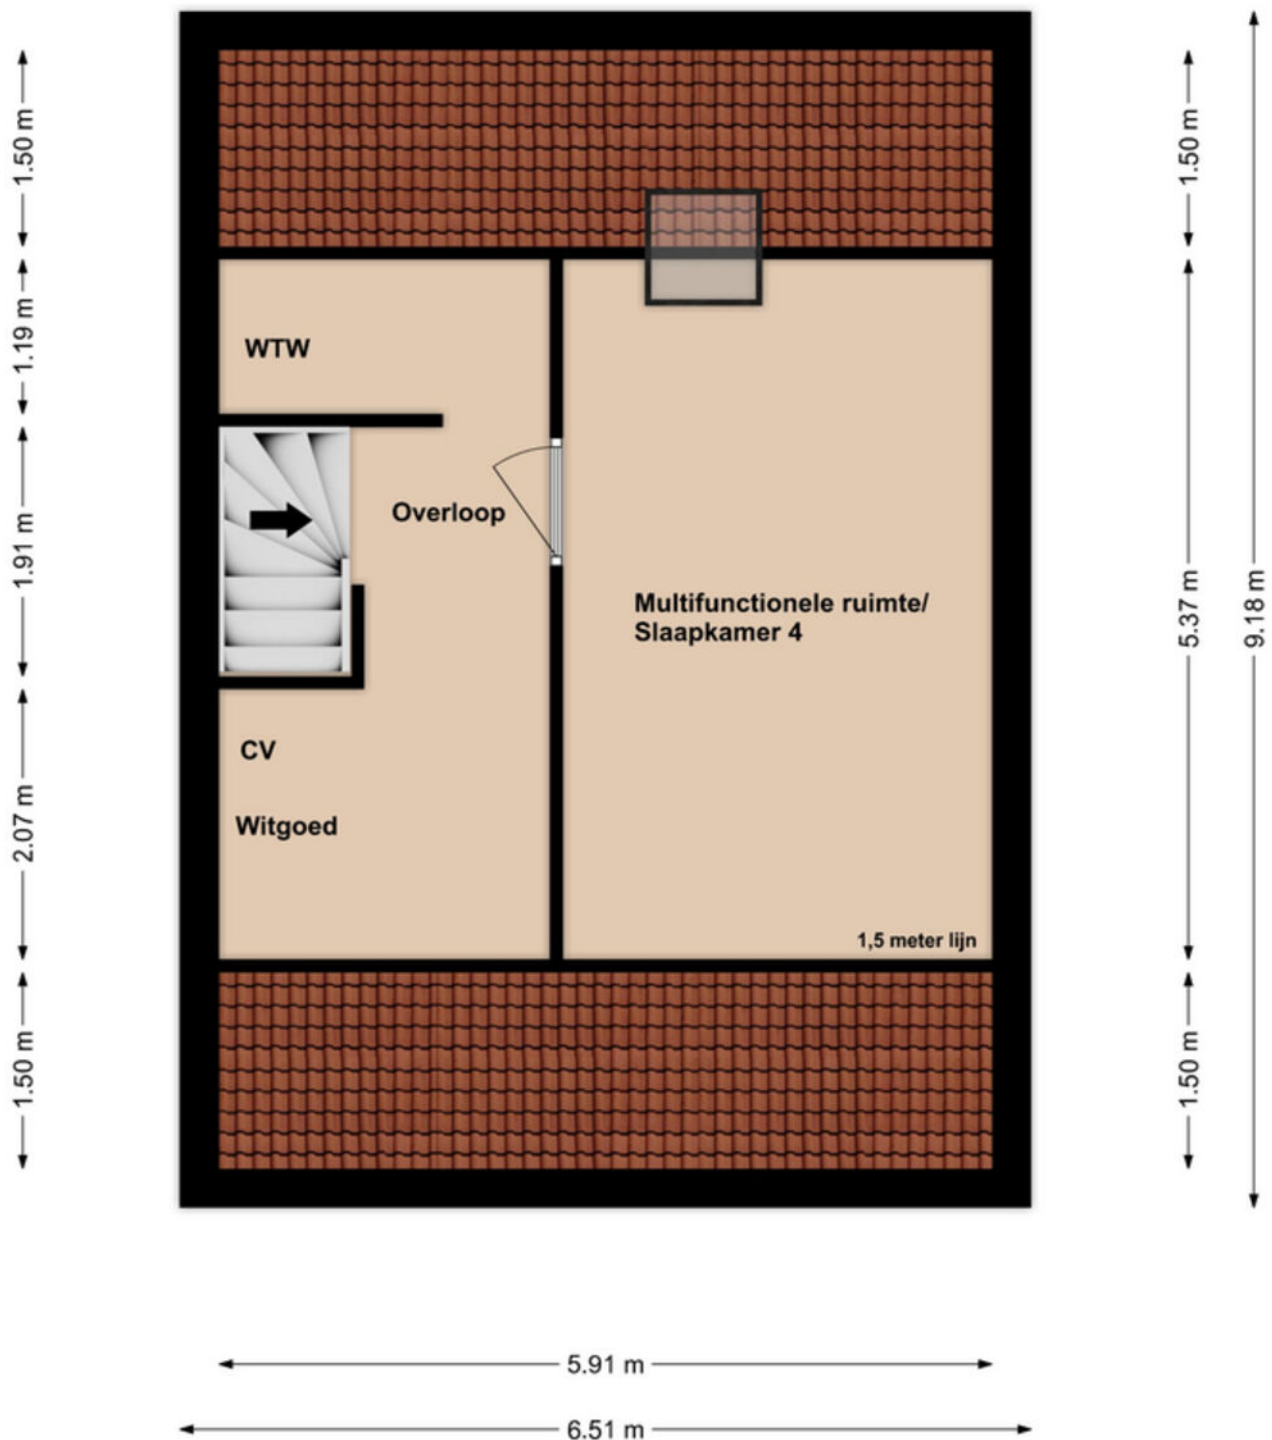 1.50 m
1.19 m
1.91 m
2.07 m
1.50 m
WTW
Overloop
CV
Witgoed
Multifunctionele ruimte/
Slaapkamer 4
1,5 meter lijn
1.50 m
5.37 m
1.50 m
9.18 m
5.91 m
6.51 m